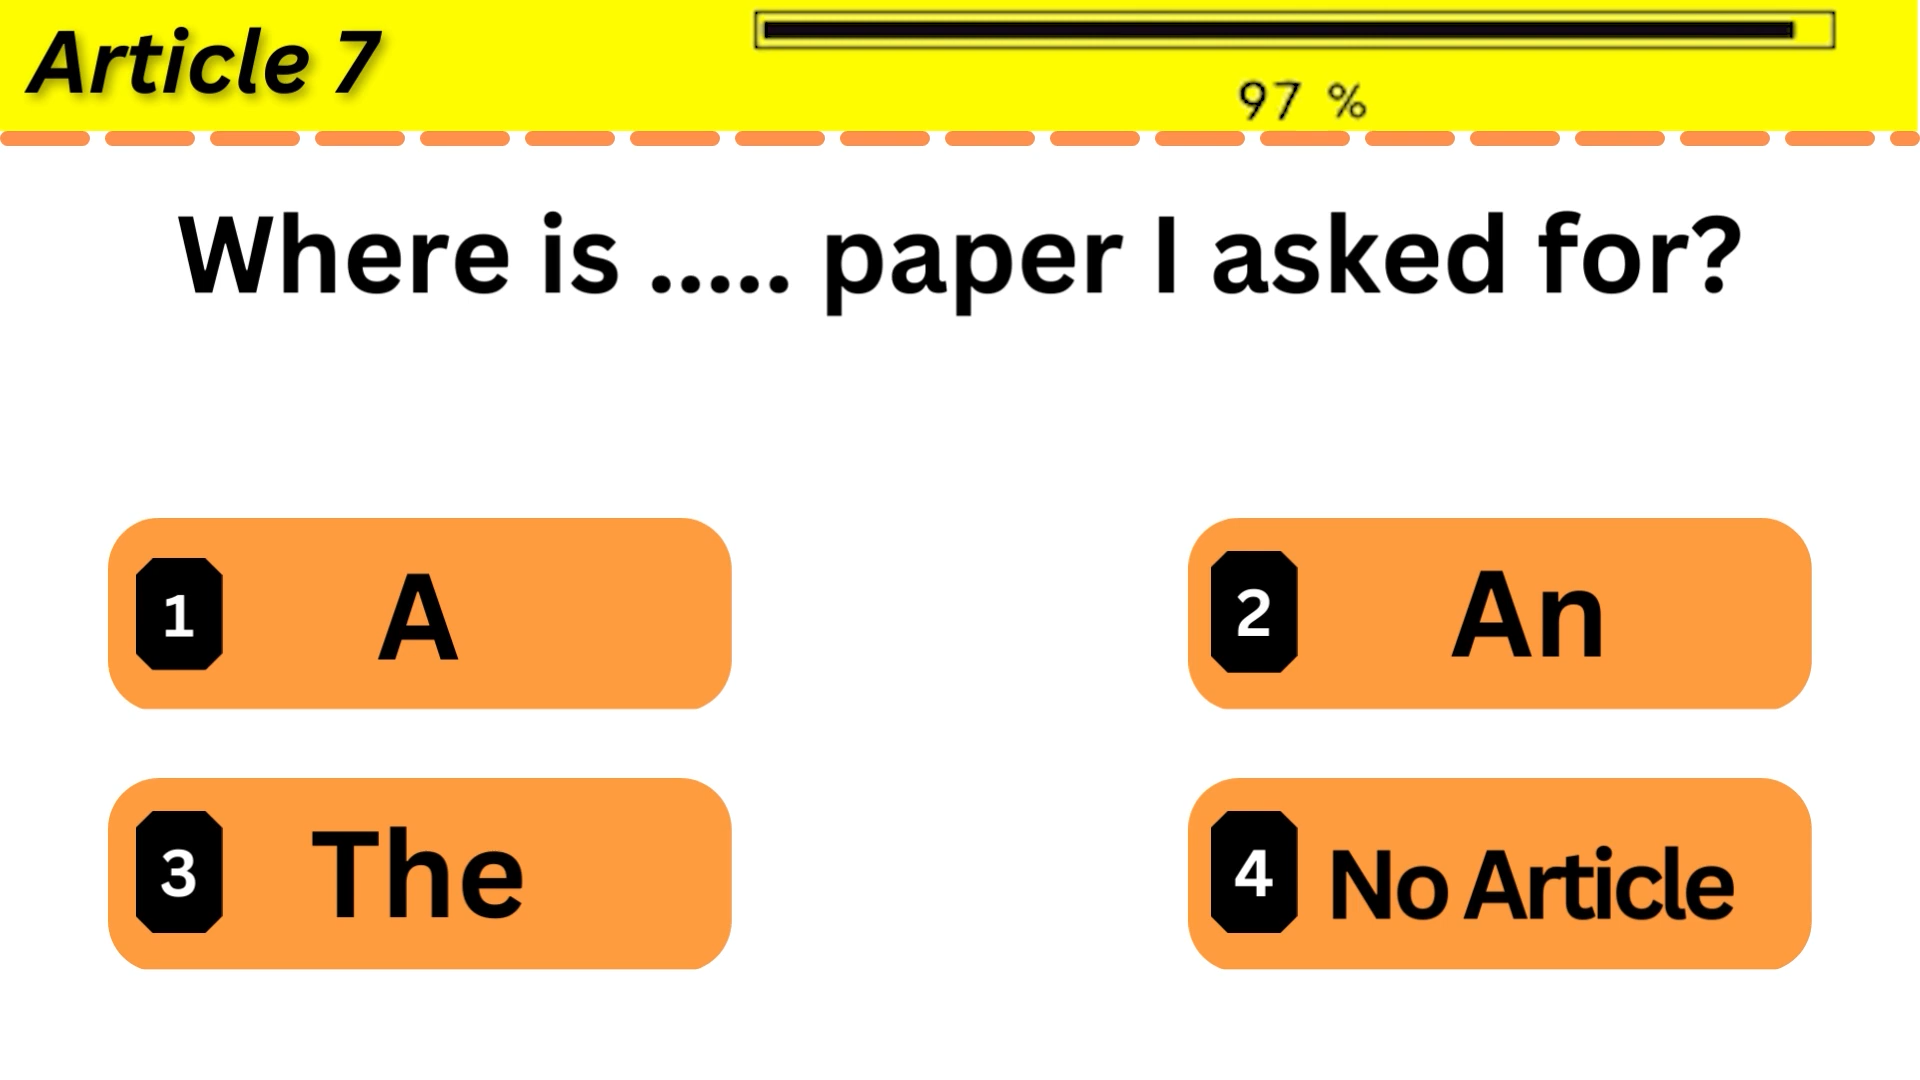 Article 7
97 %
Where is ..... paper I asked for?
1 A
2 An
3 The
4 No Article